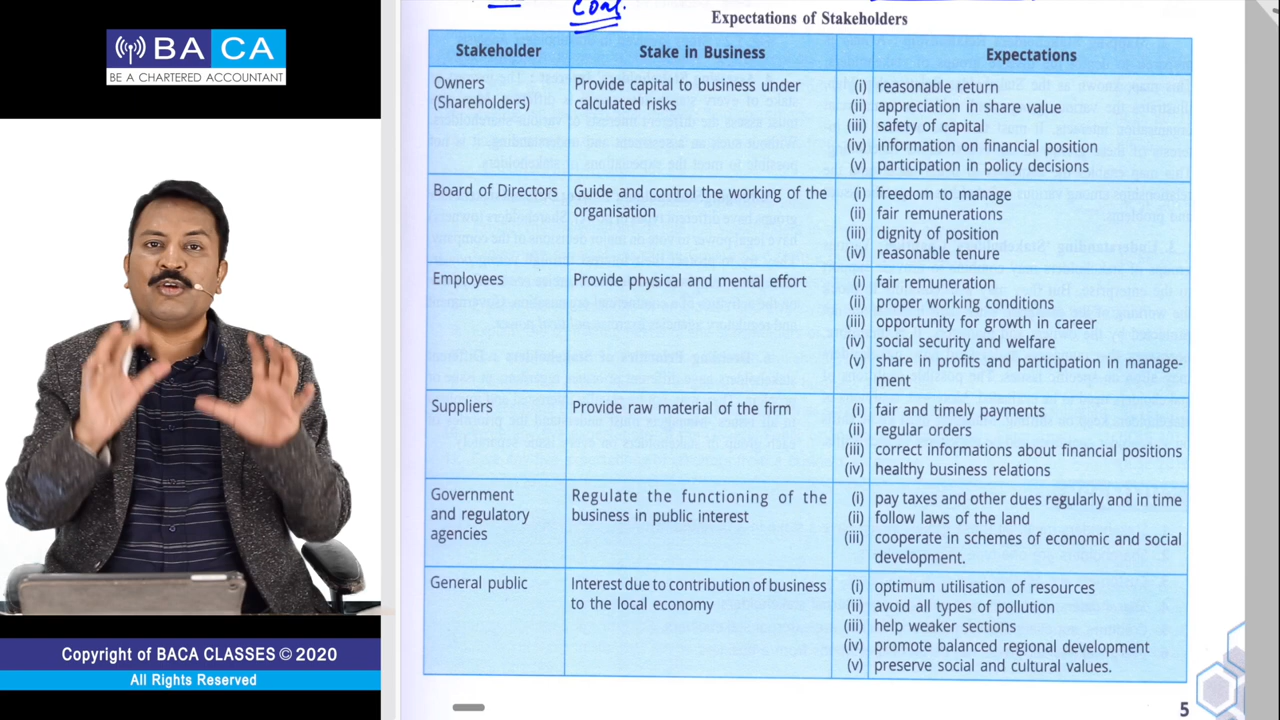 BACA
BE A CHARTERED ACCOUNTANT
Coal.
Expectations of Stakeholders
Stakeholder Stake in Business Expectations
Owners (Shareholders)
Provide capital to business under
calculated risks
(i) reasonable return
(ii) appreciation in share value
(iii) safety of capital
(iv) information on financial position
(v) participation in policy decisions
Board of Directors
Guide and control the working of the
organisation
(i) freedom to manage
(ii) fair remunerations
(iii) dignity of position
(iv) reasonable tenure
Employees
Provide physical and mental effort
(i) fair remuneration
(ii) proper working conditions
(iii) opportunity for growth in career
(iv) social security and welfare
(v) share in profits and participation in manage-
ment
Suppliers
Provide raw material of the firm
(i) fair and timely payments
(ii) regular orders
(iii) correct informations about financial positions
(iv) healthy business relations
Government
and regulatory
agencies
Regulate the functioning of the
business in public interest
(i) pay taxes and other dues regularly and in time
(ii) follow laws of the land
(iii) cooperate in schemes of economic and social
development.
General public
Interest due to contribution of business
to the local economy
(i) optimum utilisation of resources
(ii) avoid all types of pollution
(iii) help weaker sections
(iv) promote balanced regional development
(v) preserve social and cultural values.
5
Copyright of BACA CLASSES © 2020
All Rights Reserved